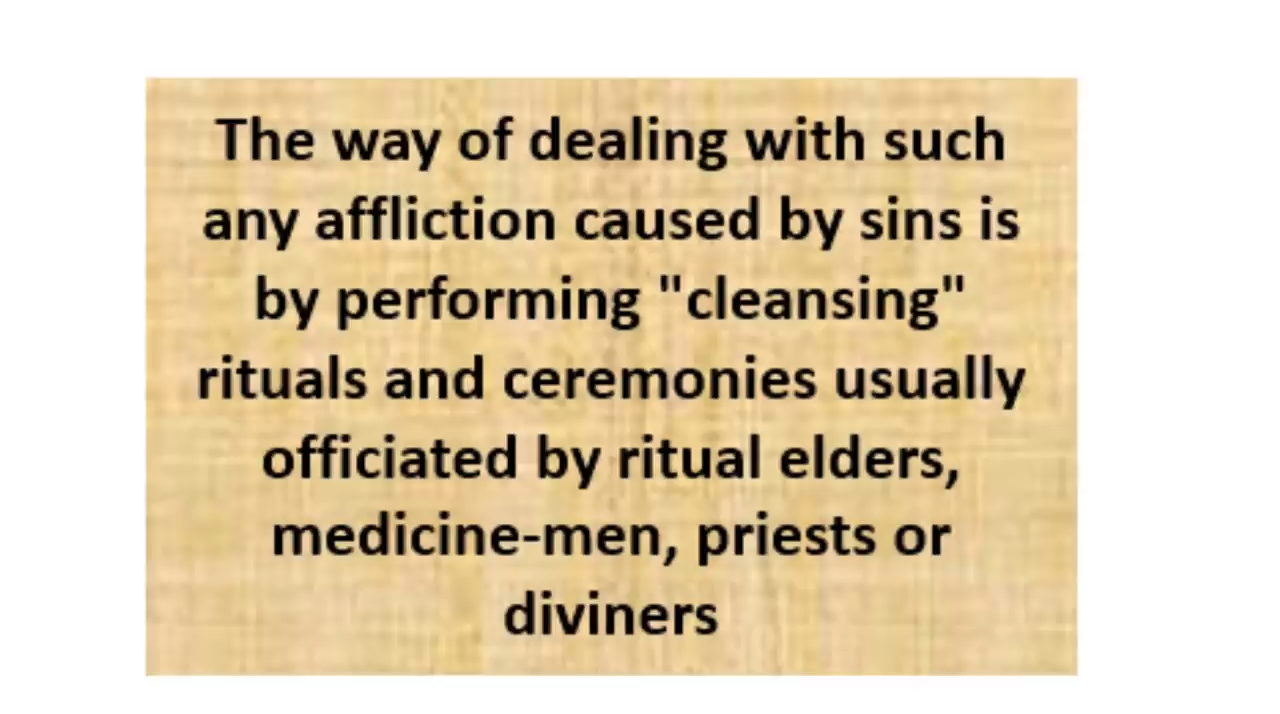 The way of dealing with such
any affliction caused by sins is
by performing "cleansing"
rituals and ceremonies usually
officiated by ritual elders,
medicine-men, priests or
diviners